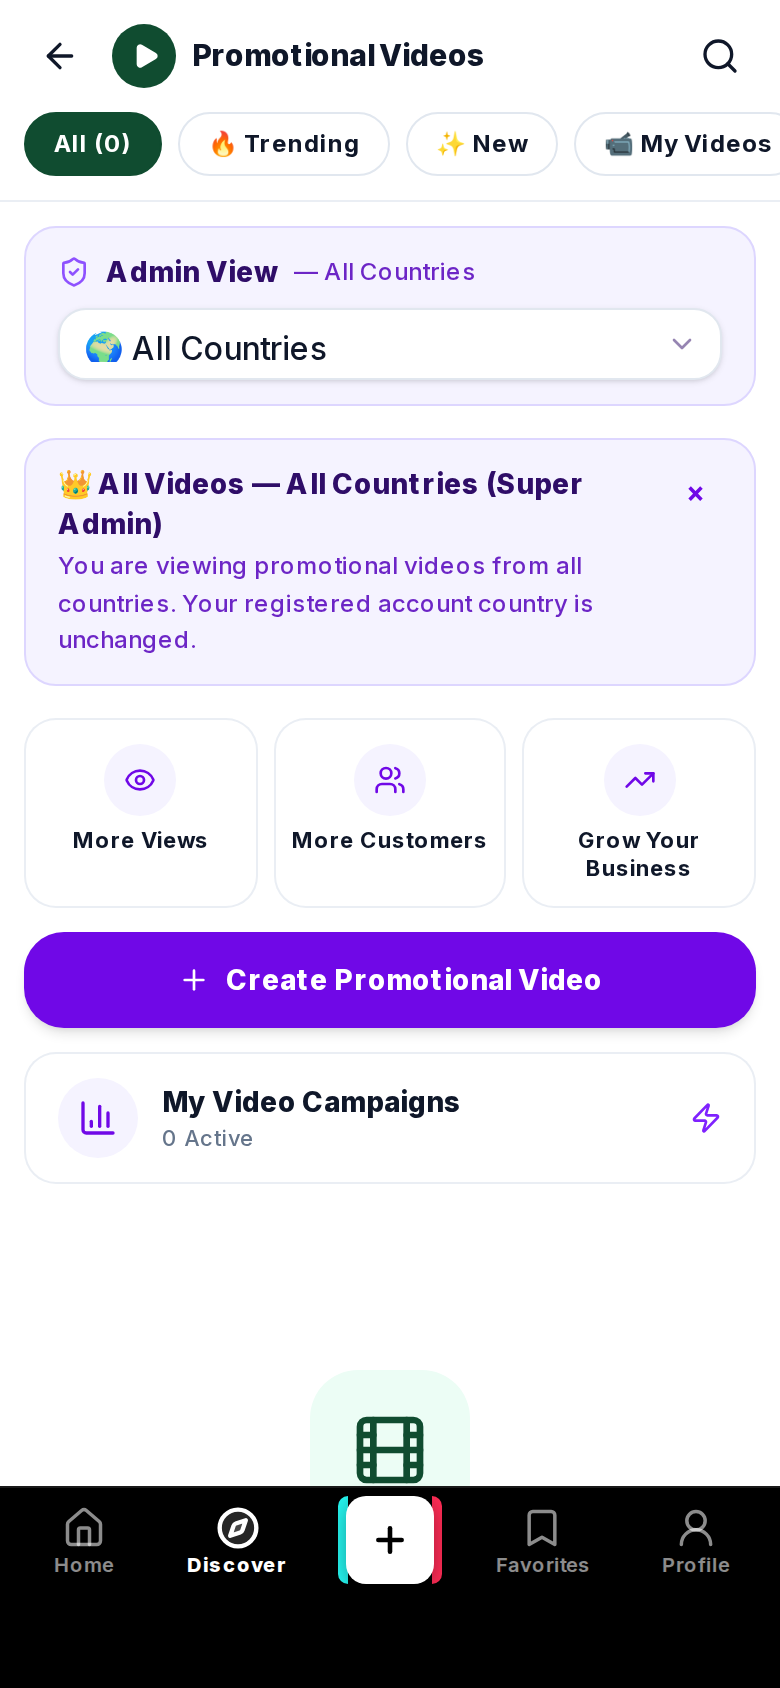 Promotional Videos
All (0)
🔥 Trending
✨ New
📹 My Videos
Admin View — All Countries
🌍 All Countries
👑 All Videos — All Countries (Super
Admin)
×
You are viewing promotional videos from all
countries. Your registered account country is
unchanged.
More Views
More Customers
Grow Your
Business
+ Create Promotional Video
My Video Campaigns
0 Active
Home
Discover
Favorites
Profile